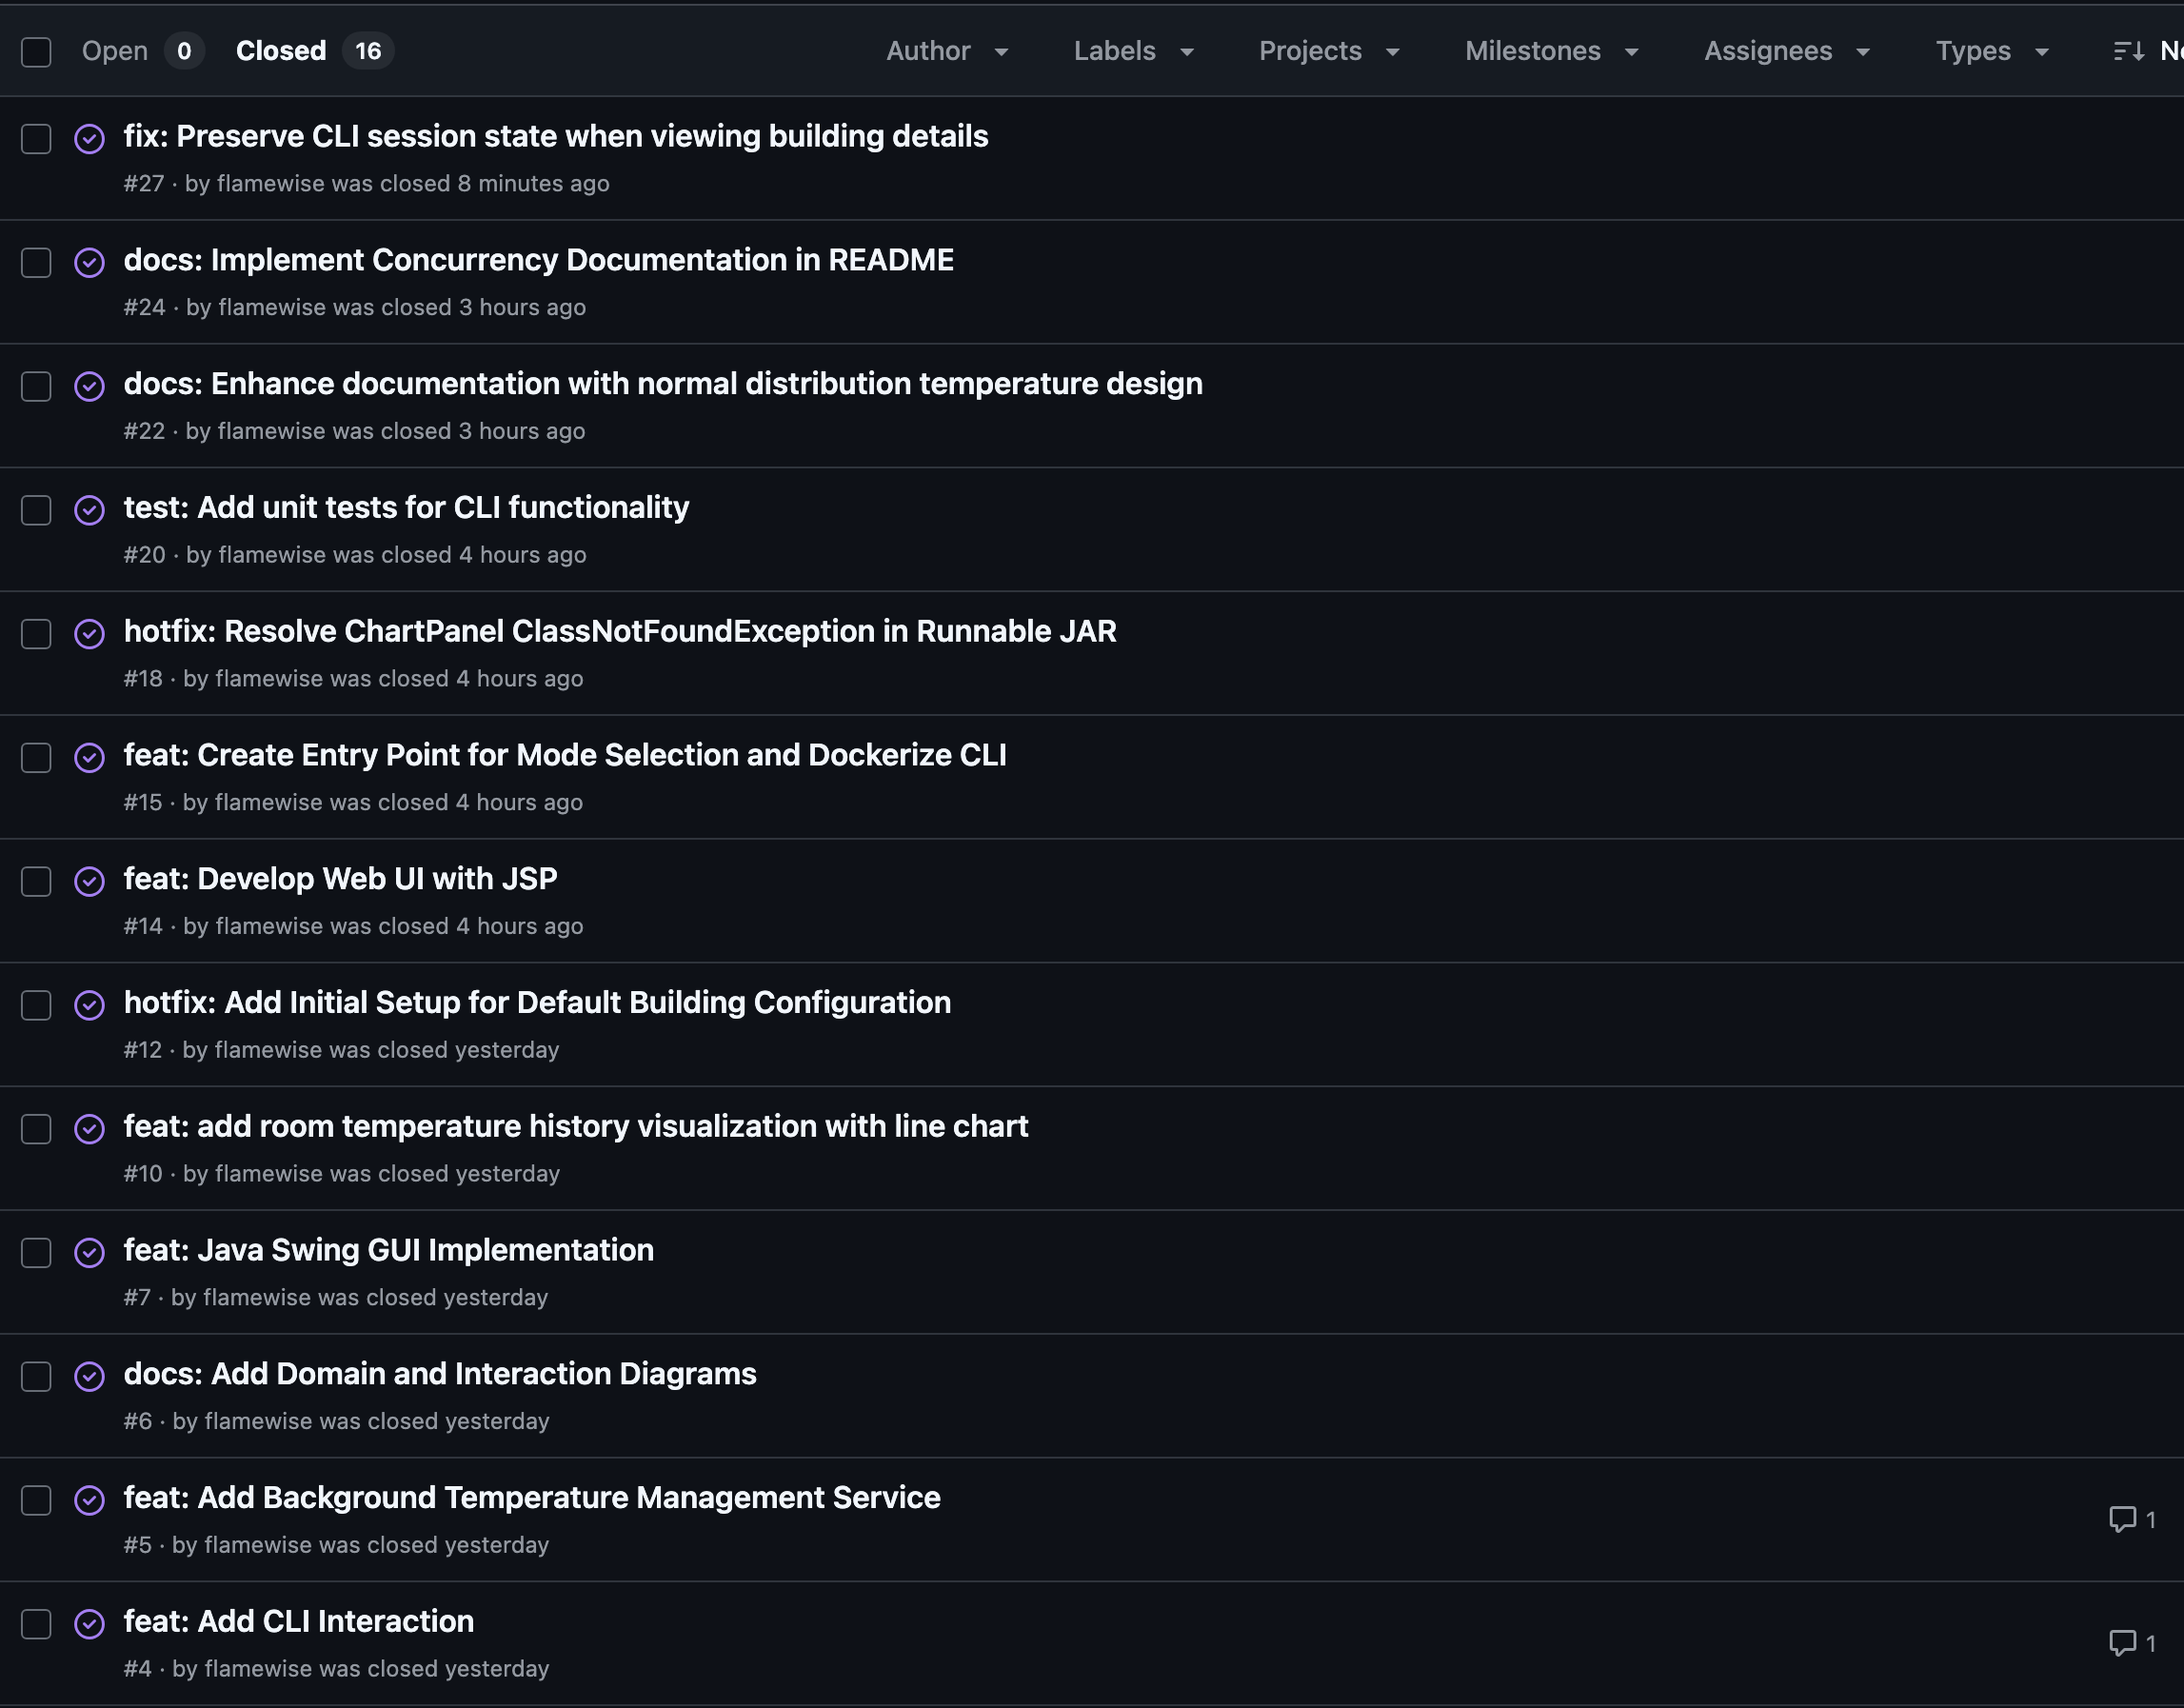 Open 0 Closed 16 Author Labels Projects Milestones Assignees Types
fix: Preserve CLI session state when viewing building details
#27 · by flamewise was closed 8 minutes ago
docs: Implement Concurrency Documentation in README
#24 · by flamewise was closed 3 hours ago
docs: Enhance documentation with normal distribution temperature design
#22 · by flamewise was closed 3 hours ago
test: Add unit tests for CLI functionality
#20 · by flamewise was closed 4 hours ago
hotfix: Resolve ChartPanel ClassNotFoundException in Runnable JAR
#18 · by flamewise was closed 4 hours ago
feat: Create Entry Point for Mode Selection and Dockerize CLI
#15 · by flamewise was closed 4 hours ago
feat: Develop Web UI with JSP
#14 · by flamewise was closed 4 hours ago
hotfix: Add Initial Setup for Default Building Configuration
#12 · by flamewise was closed yesterday
feat: add room temperature history visualization with line chart
#10 · by flamewise was closed yesterday
feat: Java Swing GUI Implementation
#7 · by flamewise was closed yesterday
docs: Add Domain and Interaction Diagrams
#6 · by flamewise was closed yesterday
feat: Add Background Temperature Management Service
1
#5 · by flamewise was closed yesterday
feat: Add CLI Interaction
1
#4 · by flamewise was closed yesterday